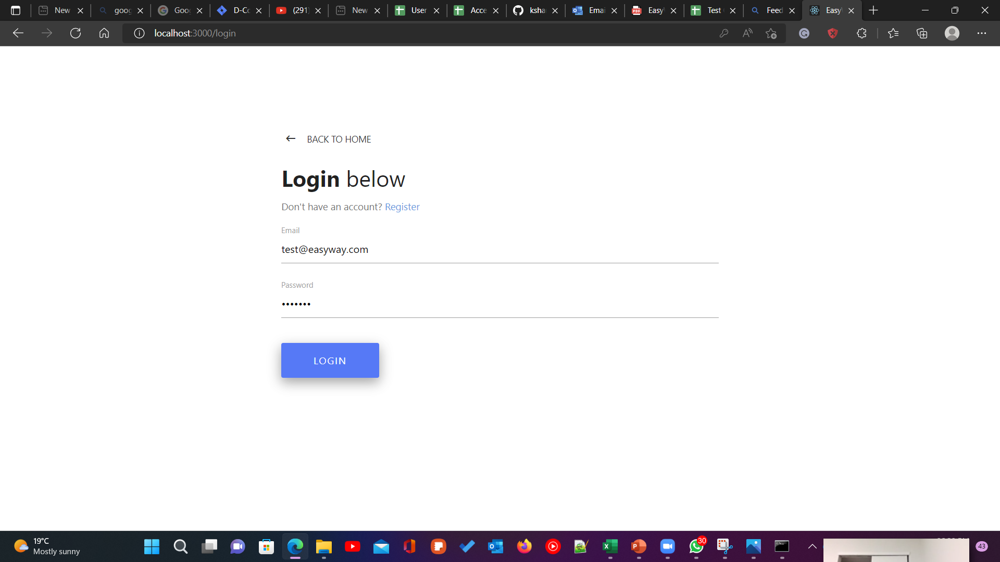 New goog Goo D-Co (291) New User Acce ksha Emai Easy Test Feed Easy
localhost:3000/login
BACK TO HOME
Login below
Don't have an account? Register
Email
test@easyway.com
Password
•••••••
LOGIN
19°C
Mostly sunny
30
43